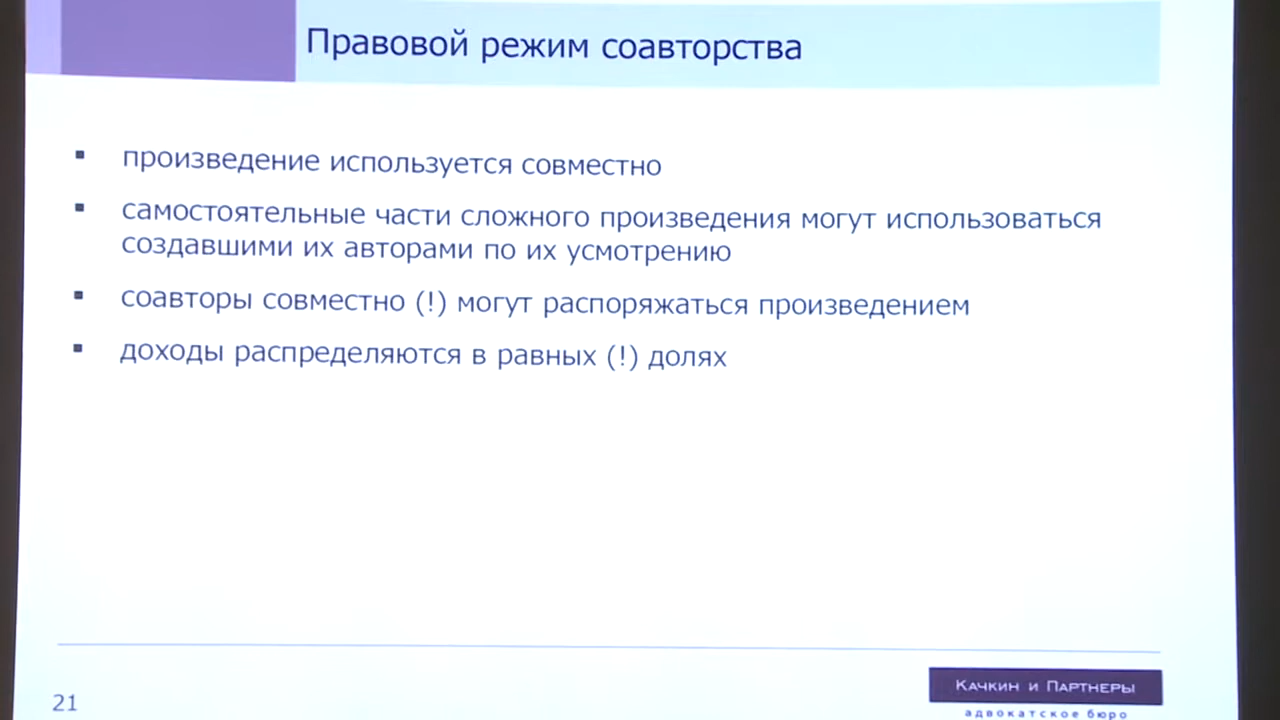 Правовой режим соавторства
произведение используется совместно
самостоятельные части сложного произведения могут использоваться
создавшими их авторами по их усмотрению
соавторы совместно (!) могут распоряжаться произведением
доходы распределяются в равных (!) долях
21
Качкин и Партнеры
адвокатское бюро